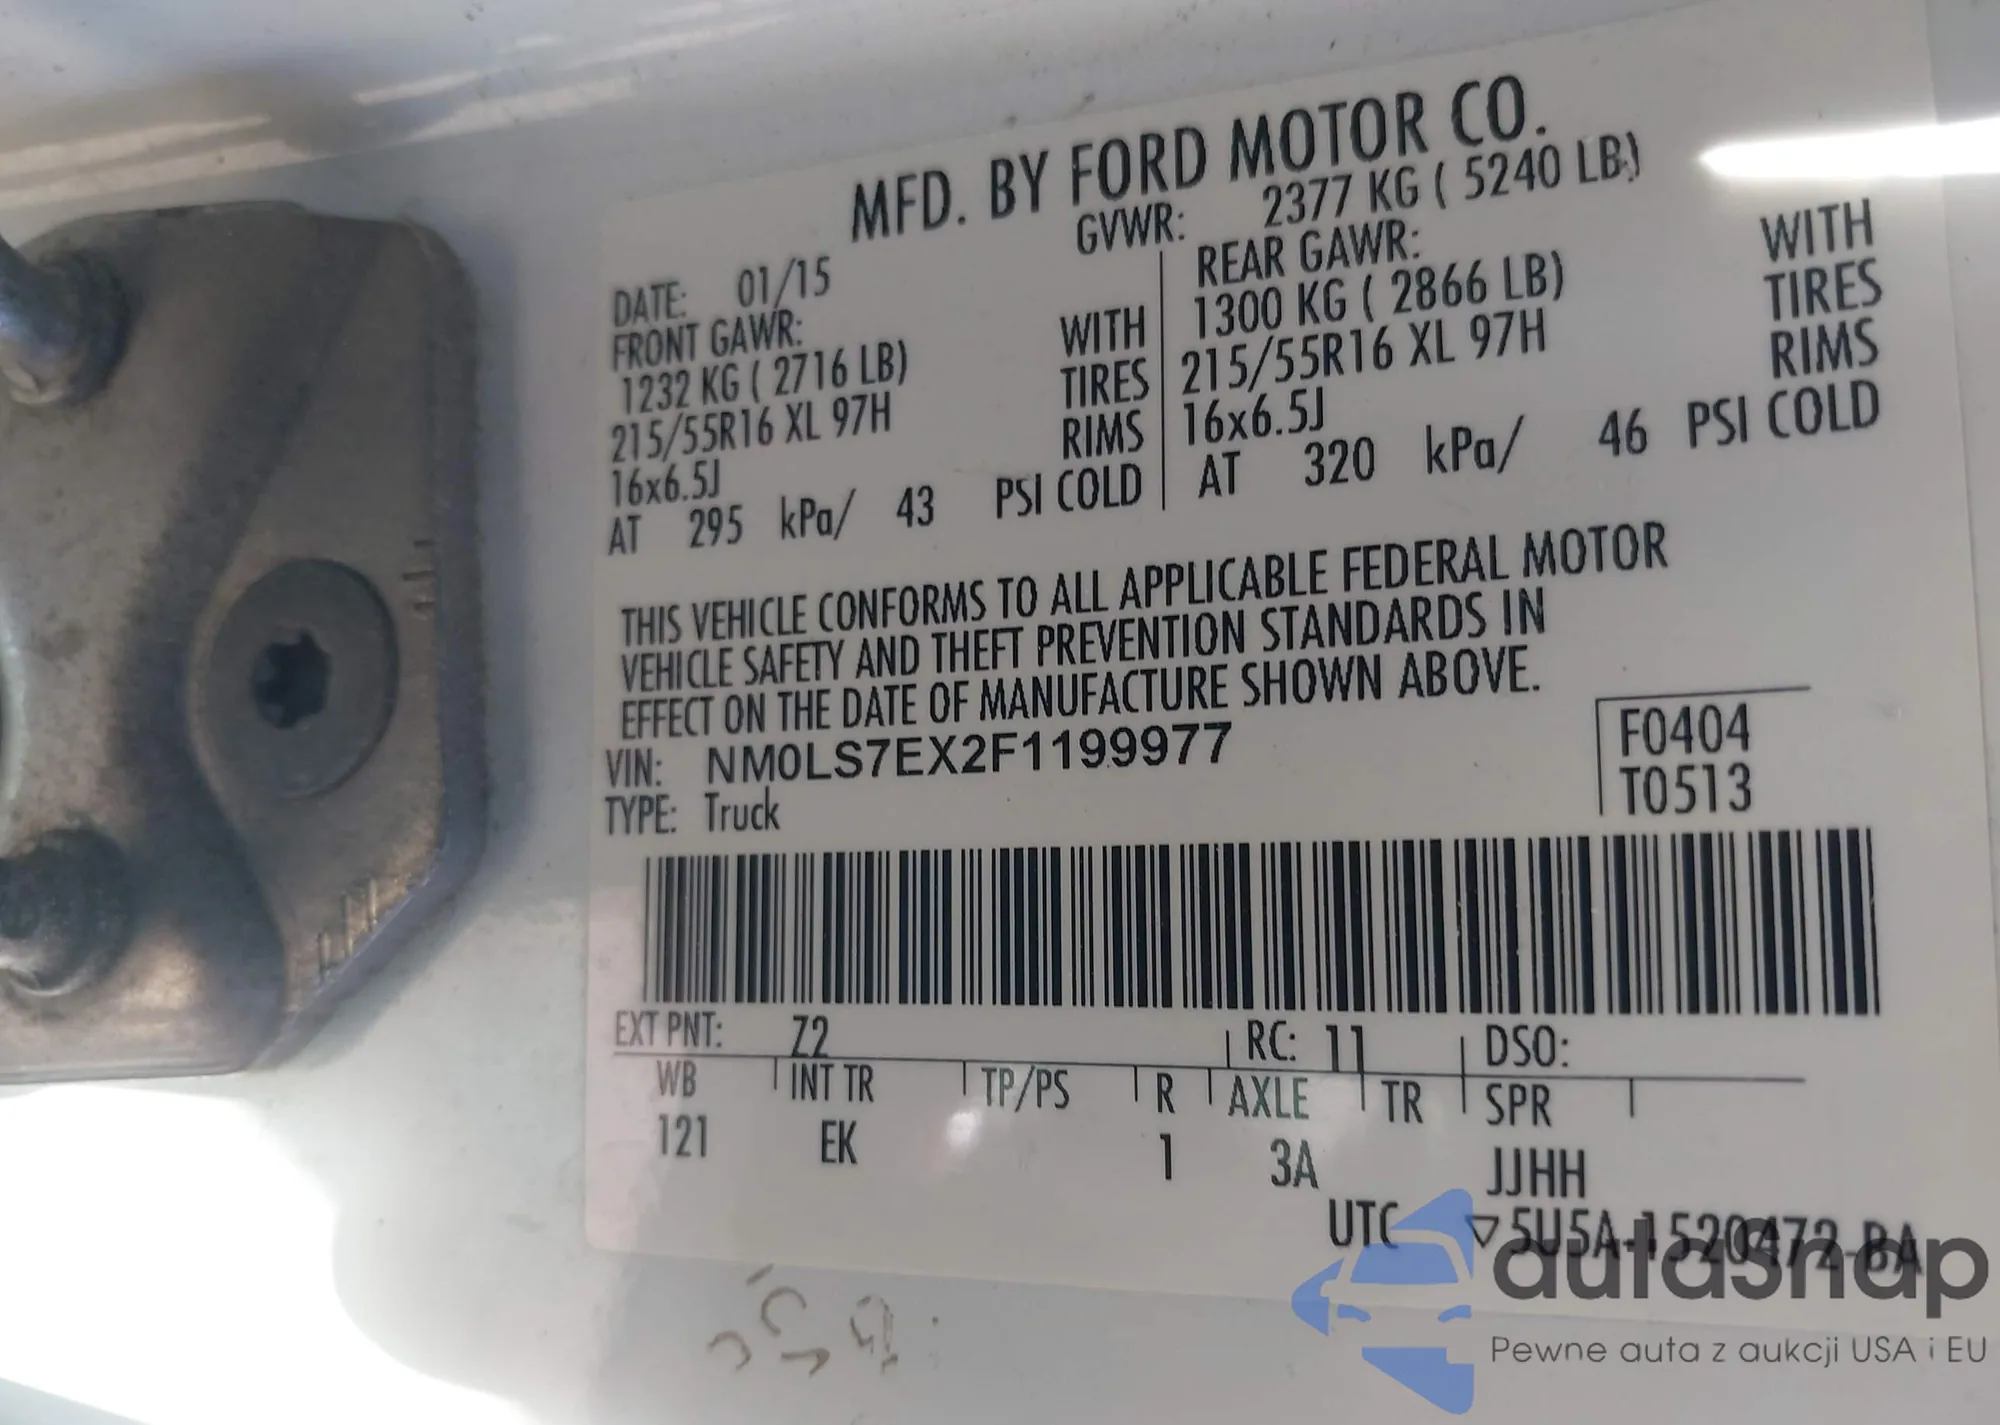 MFD. BY FORD MOTOR CO.
DATE: 01/15 GVWR: 2377 KG ( 5240 LB)
FRONT GAWR:
1232 KG ( 2716 LB) WITH
215/55R16 XL 97H TIRES
16x6.5J RIMS
AT 295 kPa/ 43 PSI COLD
REAR GAWR:
1300 KG ( 2866 LB) WITH
215/55R16 XL 97H TIRES
16x6.5J RIMS
AT 320 kPa/ 46 PSI COLD
THIS VEHICLE CONFORMS TO ALL APPLICABLE FEDERAL MOTOR
VEHICLE SAFETY AND THEFT PREVENTION STANDARDS IN
EFFECT ON THE DATE OF MANUFACTURE SHOWN ABOVE.
VIN: NM0LS7EX2F1199977
TYPE: Truck
F0404
T0513
EXT PNT: Z2 RC: 11 DSO:
WB INT TR TP/PS R AXLE TR SPR
121 EK 1 3A JJHH
UTC ▽5U5A-1520472-BA
autasnap
Pewne auta z aukcji USA i EU